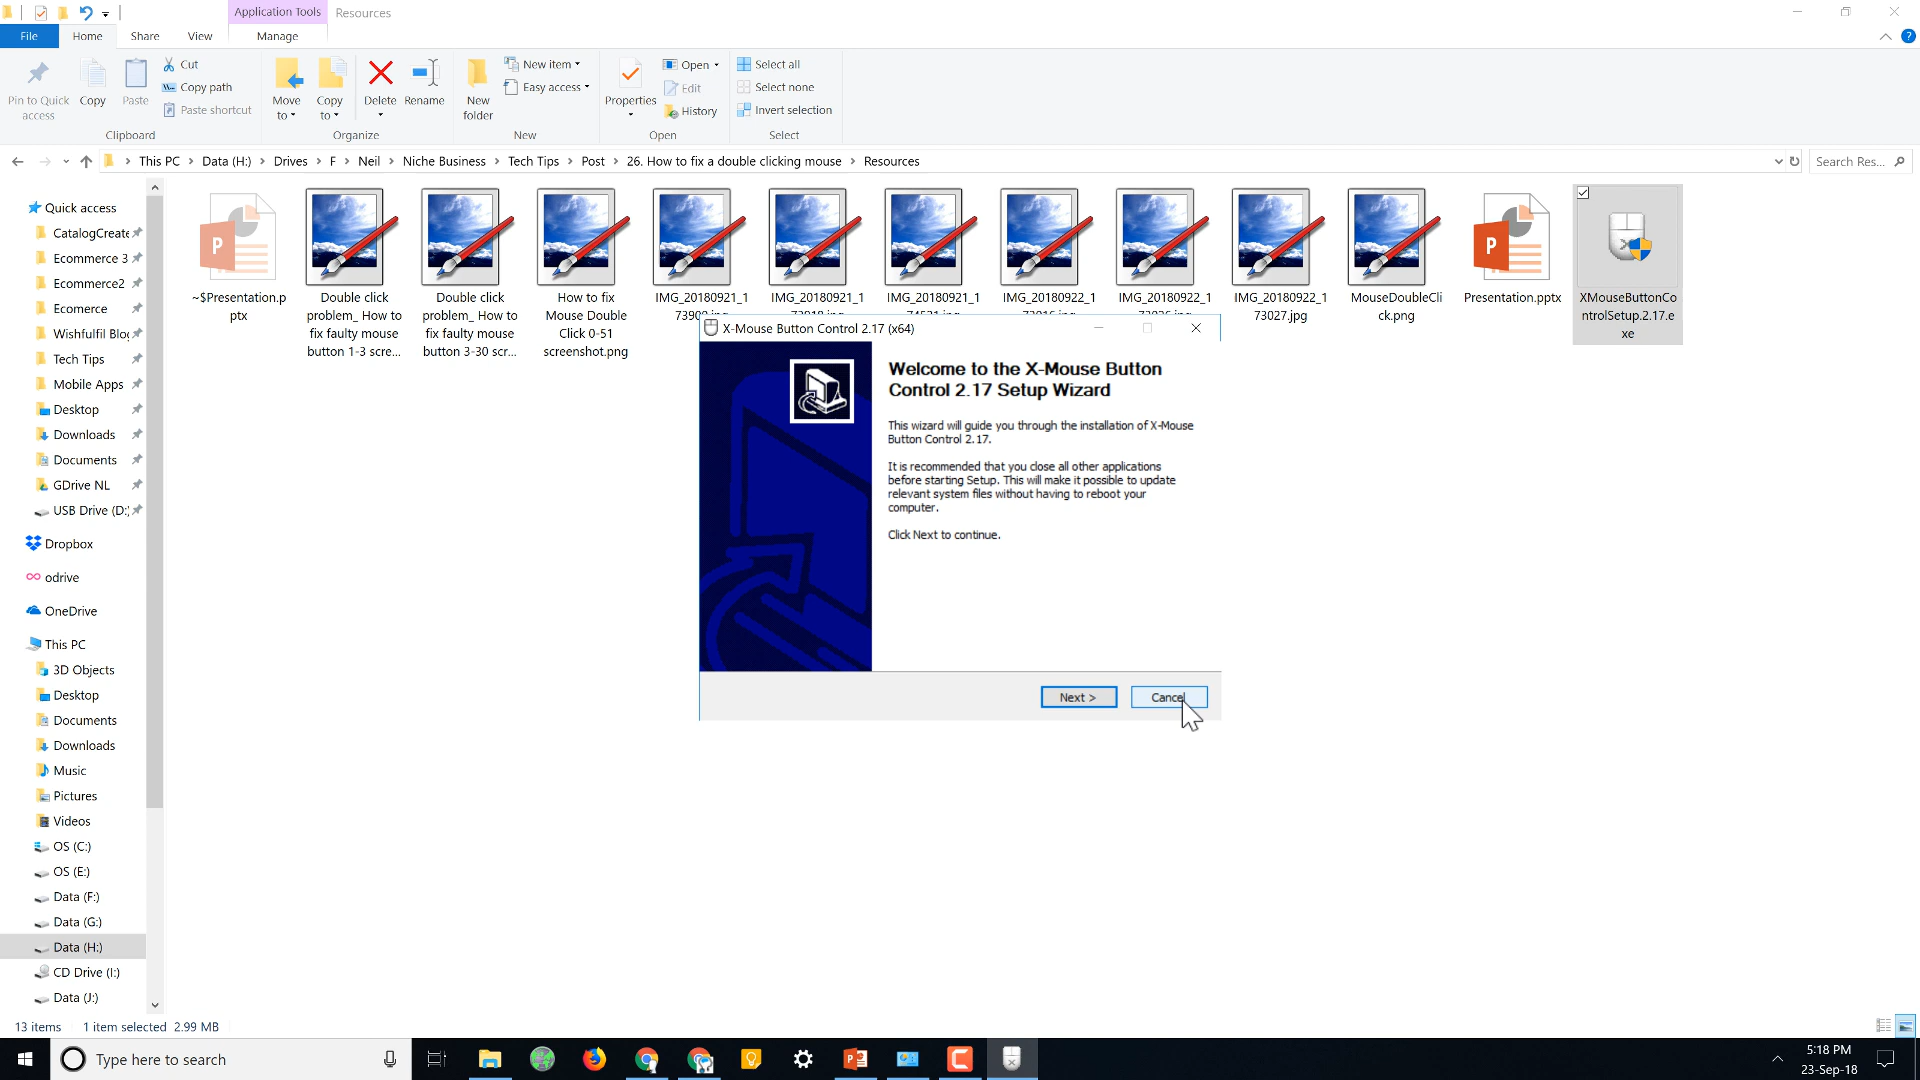 Application Tools
Resources
File
Home
Share
View
Manage
Pin to Quick access
Copy
Paste
Cut
Copy path
Paste shortcut
Clipboard
Move to
Copy to
Delete
Rename
Organize
New folder
New item
Easy access
New
Properties
Open
Edit
History
Open
Select all
Select none
Invert selection
Select
This PC > Data (H:) > Drives > F > Neil > Niche Business > Tech Tips > Post > 26. How to fix a double clicking mouse > Resources
Search Res...
Quick access
CatalogCreate
Ecommerce 3
Ecommerce2
Ecomerce
Wishfulfil Blog
Tech Tips
Mobile Apps
Desktop
Downloads
Documents
GDrive NL
USB Drive (D:)
Dropbox
odrive
OneDrive
This PC
3D Objects
Desktop
Documents
Downloads
Music
Pictures
Videos
OS (C:)
OS (E:)
Data (F:)
Data (G:)
Data (H:)
CD Drive (I:)
Data (J:)
~$Presentation.p
ptx
Double click
problem_ How to
fix faulty mouse
button 1-3 scre...
Double click
problem_ How to
fix faulty mouse
button 3-30 scr...
How to fix
Mouse Double
Click 0-51
screenshot.png
IMG_20180921_1
IMG_20180921_1
IMG_20180921_1
IMG_20180922_1
IMG_20180922_1
IMG_20180922_1
73027.jpg
MouseDoubleCli
ck.png
Presentation.pptx
XMouseButtonCo
ntrolSetup.2.17.e
xe
X-Mouse Button Control 2.17 (x64)
Welcome to the X-Mouse Button
Control 2.17 Setup Wizard
This wizard will guide you through the installation of X-Mouse
Button Control 2.17.
It is recommended that you close all other applications
before starting Setup. This will make it possible to update
relevant system files without having to reboot your
computer.
Click Next to continue.
Next >
Cancel
13 items
1 item selected 2.99 MB
Type here to search
5:18 PM
23-Sep-18